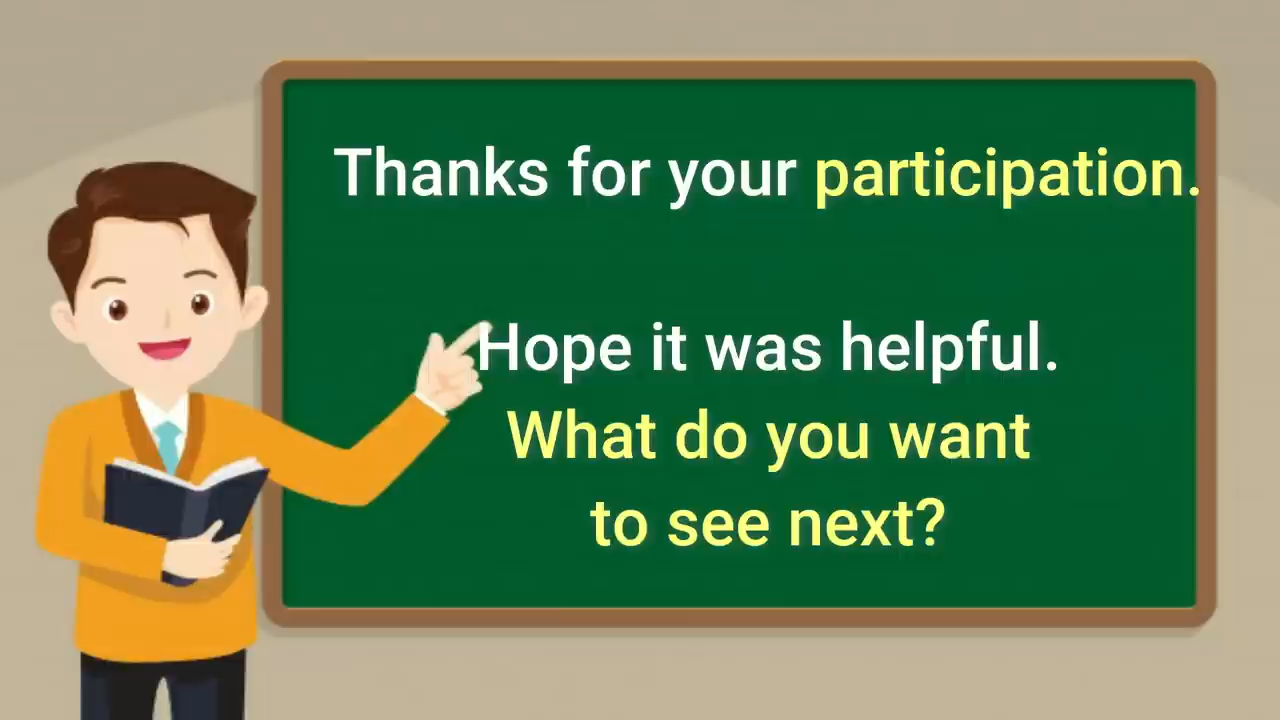 Thanks for your participation.
Hope it was helpful.
What do you want
to see next?